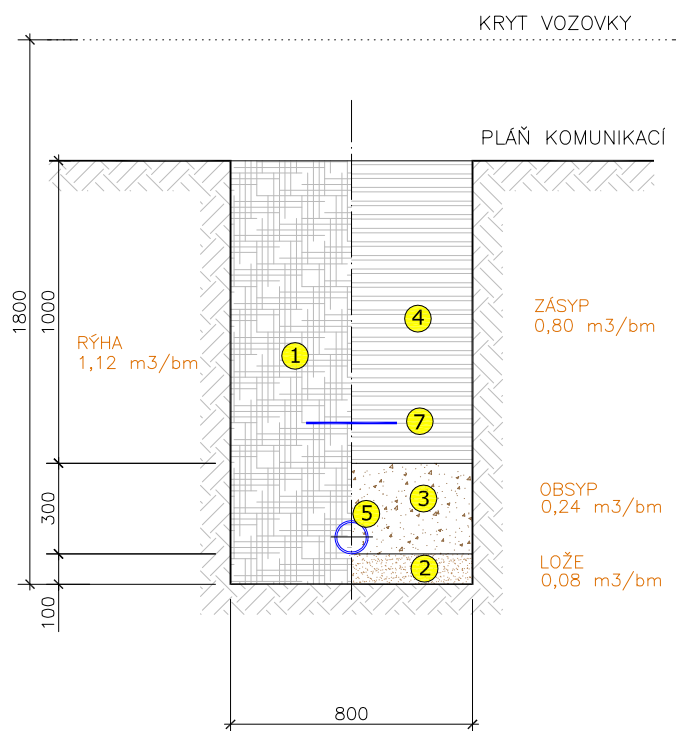 KRYT VOZOVKY
PLÁŇ KOMUNIKACÍ
1800
1000
RÝHA
1,12 m3/bm
1
4
ZÁSYP
0,80 m3/bm
7
300
3
5
OBSYP
0,24 m3/bm
2
LOŽE
0,08 m3/bm
100
800